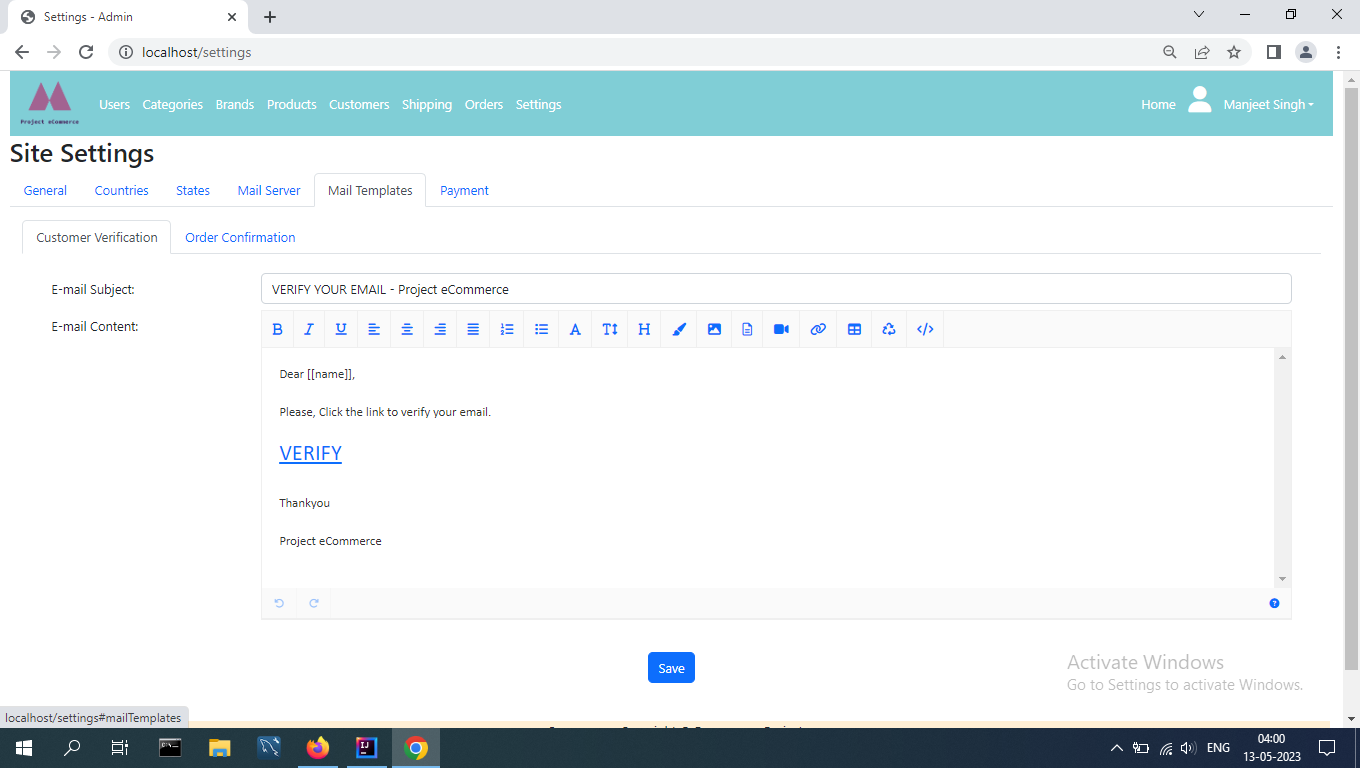 Settings - Admin
localhost/settings
Project eCommerce
Users Categories Brands Products Customers Shipping Orders Settings Home Manjeet Singh
Site Settings
General Countries States Mail Server Mail Templates Payment
Customer Verification Order Confirmation
E-mail Subject: VERIFY YOUR EMAIL - Project eCommerce
E-mail Content:
Dear [[name]],
Please, Click the link to verify your email.
VERIFY
Thankyou
Project eCommerce
Save
Activate Windows
Go to Settings to activate Windows.
localhost/settings#mailTemplates
ENG
04:00
13-05-2023